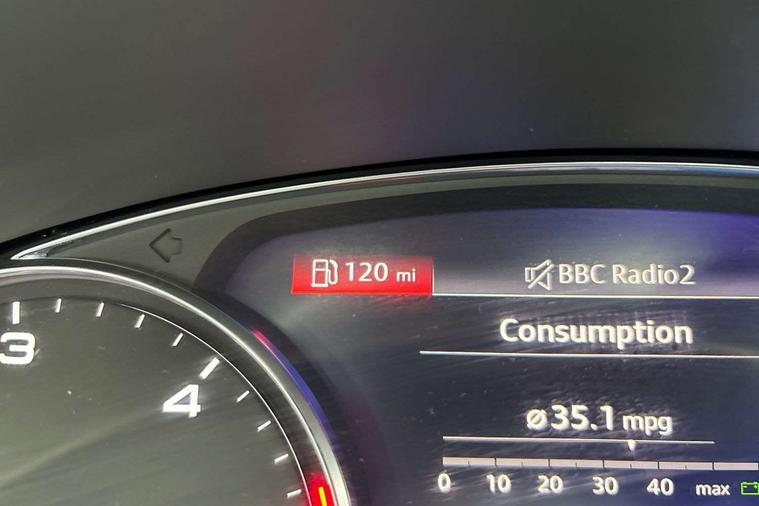 120 mi
BBC Radio2
Consumption
3
4
ø35.1 mpg
0 10 20 30 40 max